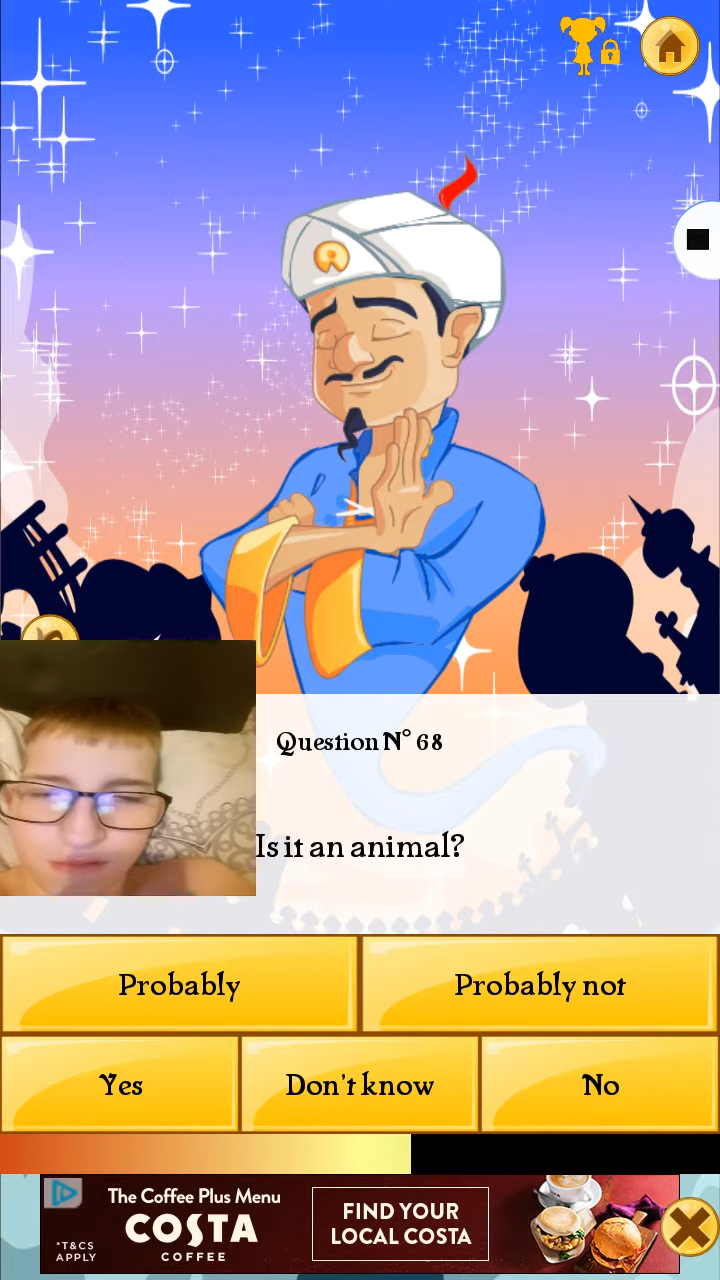 Question N° 68
Is it an animal?
Probably
Probably not
Yes
Don't know
No
The Coffee Plus Menu
COSTA
COFFEE
*T&CS
APPLY
FIND YOUR
LOCAL COSTA